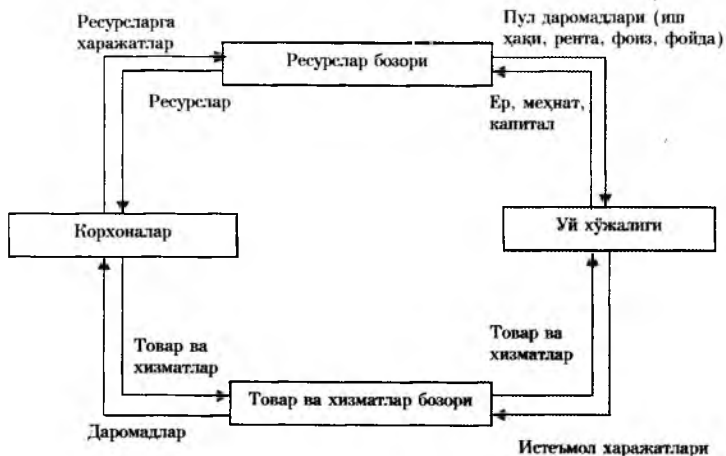 Ресурсларга
харажатлар
Пул даромадлари (иш
ҳақи, рента, фоиз, фойда)
Ресурслар бозори
Ресурслар
Ер, меҳнат,
капитал
Корхоналар
Уй хўжалиги
Товар ва
хизматлар
Товар ва
хизматлар
Товар ва хизматлар бозори
Даромадлар
Истеъмол харажатлари